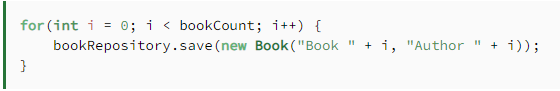 for(int i = 0; i < bookCount; i++) {
    bookRepository.save(new Book("Book " + i, "Author " + i));
}